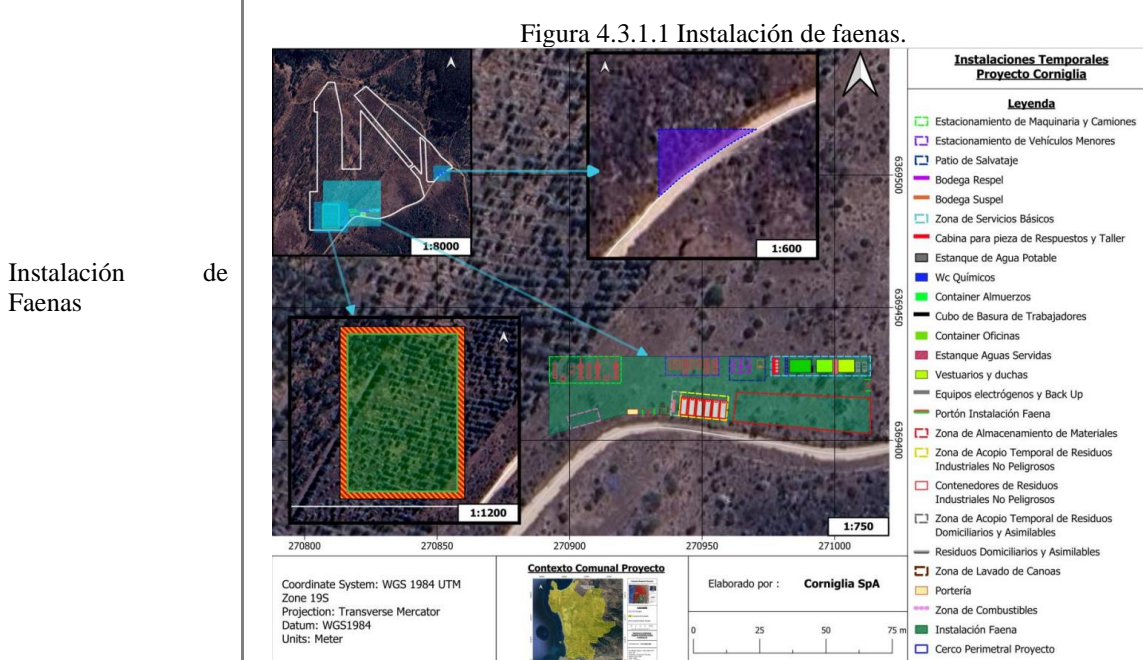 Figura 4.3.1.1 Instalación de faenas.
Instalación de
Faenas
1:8000
1:600
1:1200
1:750
6369500
6369450
6369400
270800
270850
270900
270950
271000
Instalaciones Temporales
Proyecto Corniglia
Leyenda
Estacionamiento de Maquinaria y Camiones
Estacionamiento de Vehículos Menores
Patio de Salvataje
Bodega Respel
Bodega Suspel
Zona de Servicios Básicos
Cabina para pieza de Respuestos y Taller
Estanque de Agua Potable
Wc Químicos
Container Almuerzos
Cubo de Basura de Trabajadores
Container Oficinas
Estanque Aguas Servidas
Vestuarios y duchas
Equipos electrógenos y Back Up
Portón Instalación Faena
Zona de Almacenamiento de Materiales
Zona de Acopio Temporal de Residuos
Industriales No Peligrosos
Contenedores de Residuos
Industriales No Peligrosos
Zona de Acopio Temporal de Residuos
Domiciliarios y Asimilables
Residuos Domiciliarios y Asimilables
Zona de Lavado de Canoas
Portería
Zona de Combustibles
Instalación Faena
Cerco Perimetral Proyecto
Coordinate System: WGS 1984 UTM
Zone 19S
Projection: Transverse Mercator
Datum: WGS1984
Units: Meter
Contexto Comunal Proyecto
Elaborado por : Corniglia SpA
0 25 50 75 m